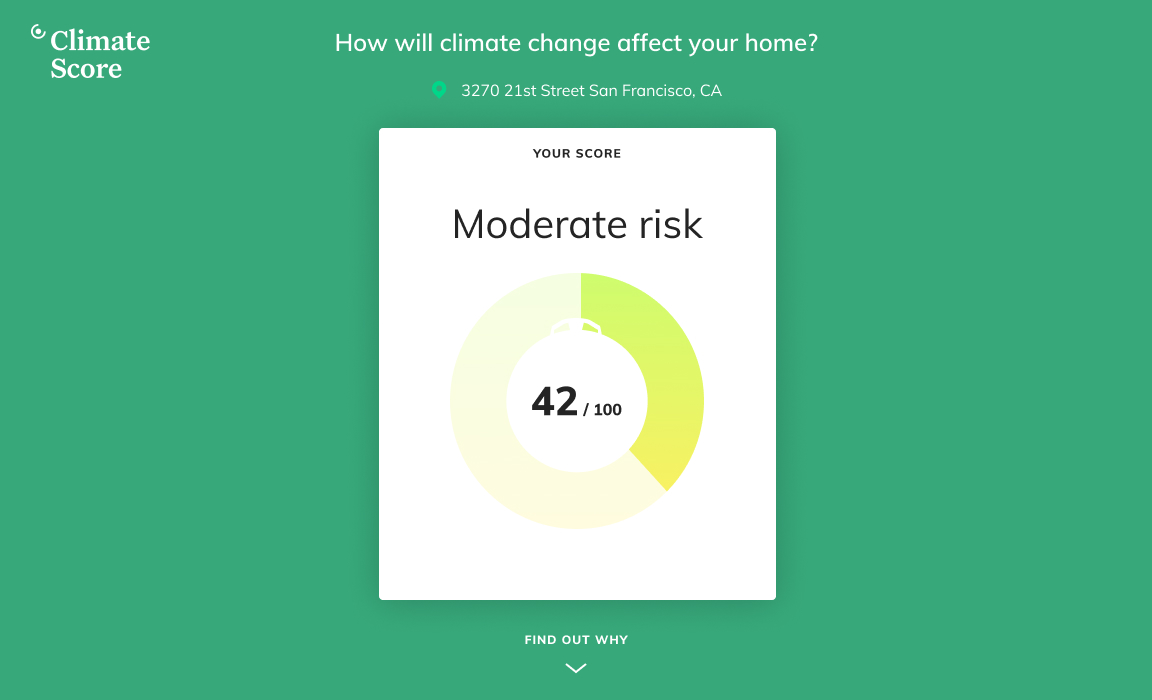 Climate
Score
How will climate change affect your home?
3270 21st Street San Francisco, CA
YOUR SCORE
Moderate risk
42 / 100
FIND OUT WHY